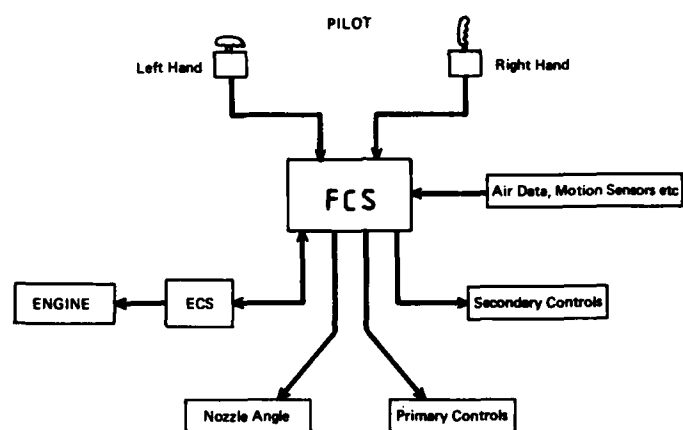 PILOT
Left Hand
Right Hand
FCS
Air Data, Motion Sensors etc
ENGINE
ECS
Secondary Controls
Nozzle Angle
Primary Controls